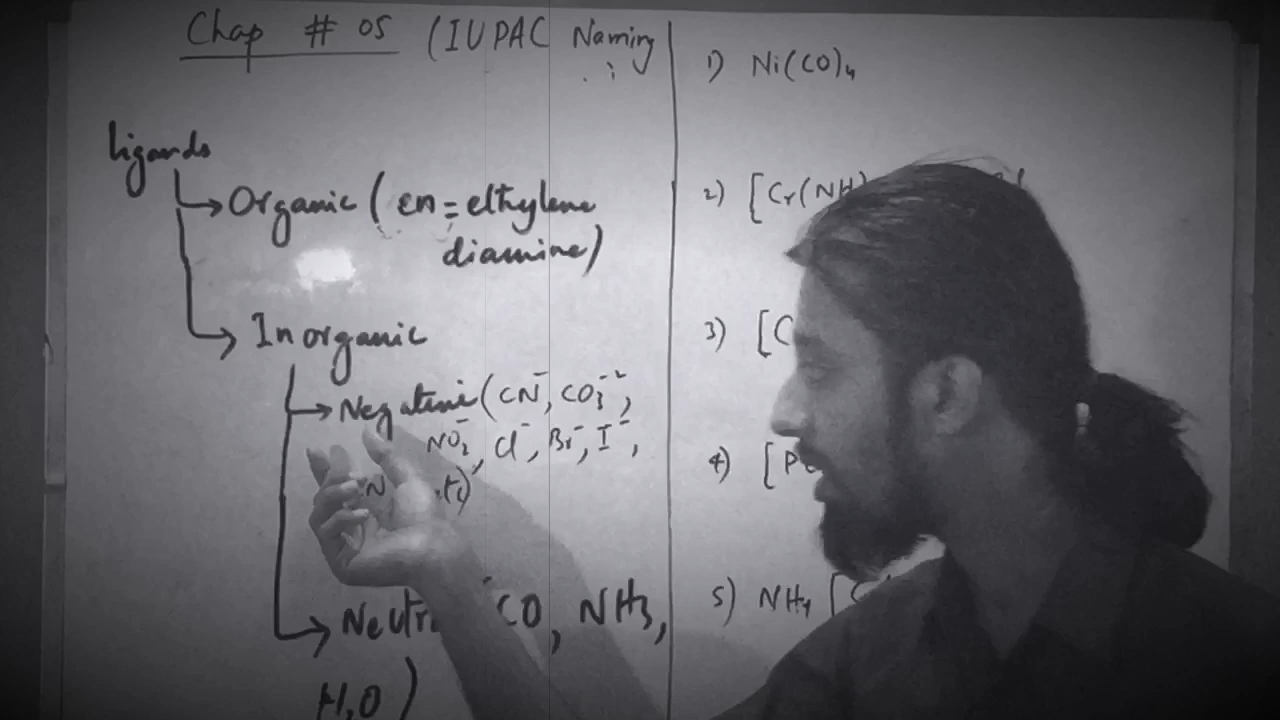 Chap # 05 (IUPAC Naming
ligands
Organic ( en = ethylene
diamine)
Inorganic
Negative (CN⁻, CO₃⁻²,
NO₂⁻, Cl⁻, Br⁻, I⁻,
CO, NH₃,
H₂O )
1) Ni(CO)₄
2) [Cr(NH
3) [C
4) [P
5) NH₄ [C